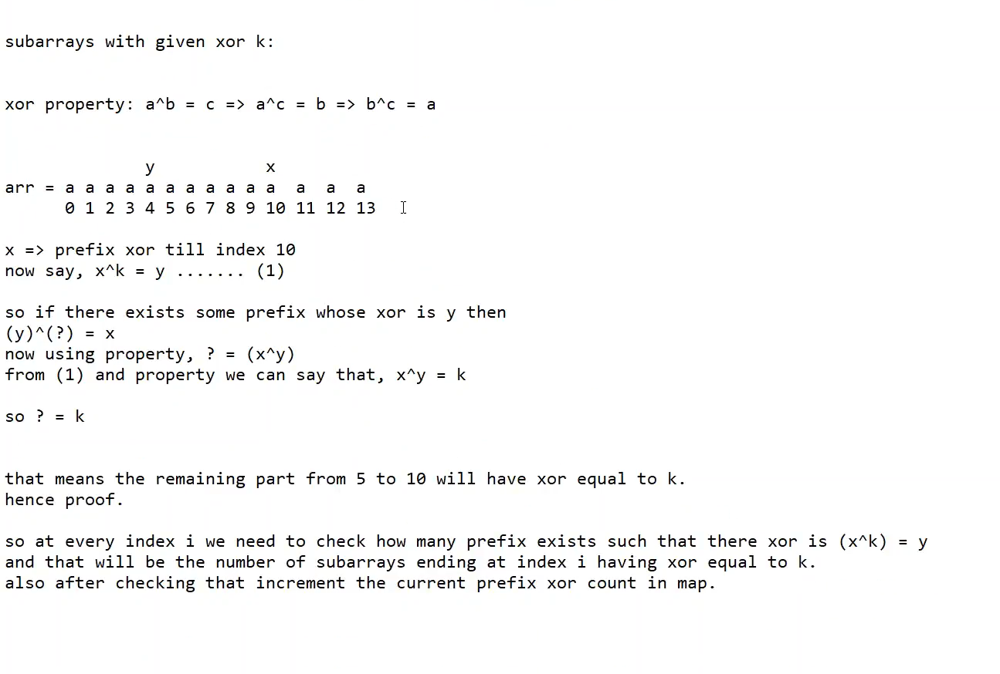 subarrays with given xor k:
xor property: a^b = c => a^c = b => b^c = a
y x
arr = a a a a a a a a a a a a a a
0 1 2 3 4 5 6 7 8 9 10 11 12 13
x => prefix xor till index 10
now say, x^k = y ....... (1)
so if there exists some prefix whose xor is y then
(y)^(?) = x
now using property, ? = (x^y)
from (1) and property we can say that, x^y = k
so ? = k
that means the remaining part from 5 to 10 will have xor equal to k.
hence proof.
so at every index i we need to check how many prefix exists such that there xor is (x^k) = y
and that will be the number of subarrays ending at index i having xor equal to k.
also after checking that increment the current prefix xor count in map.